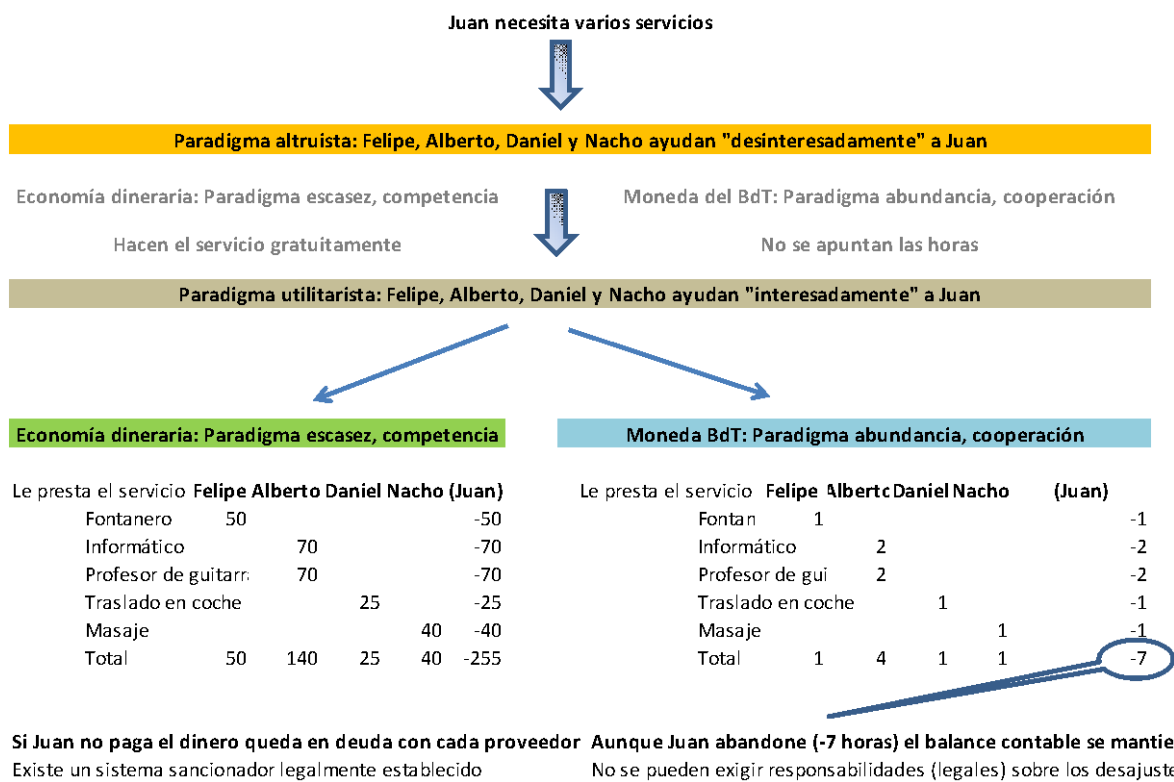 Juan necesita varios servicios
Paradigma altruista: Felipe, Alberto, Daniel y Nacho ayudan "desinteresadamente" a Juan
Economía dineraria: Paradigma escasez, competencia
Moneda del BdT: Paradigma abundancia, cooperación
Hacen el servicio gratuitamente
No se apuntan las horas
Paradigma utilitarista: Felipe, Alberto, Daniel y Nacho ayudan "interesadamente" a Juan
Economía dineraria: Paradigma escasez, competencia
Le presta el servicio Felipe Alberto Daniel Nacho (Juan)
Fontanero 50 -50
Informático 70 -70
Profesor de guitarr 70 -70
Traslado en coche 25 -25
Masaje 40 -40
Total 50 140 25 40 -255
Si Juan no paga el dinero queda en deuda con cada proveedor
Existe un sistema sancionador legalmente establecido
Moneda BdT: Paradigma abundancia, cooperación
Le presta el servicio Felipe Albertc Daniel Nacho (Juan)
Fontan 1 -1
Informático 2 -2
Profesor de gui 2 -2
Traslado en coche 1 -1
Masaje 1 -1
Total 1 4 1 1 -7
Aunque Juan abandone (-7 horas) el balance contable se mantie
No se pueden exigir responsabilidades (legales) sobre los desajuste